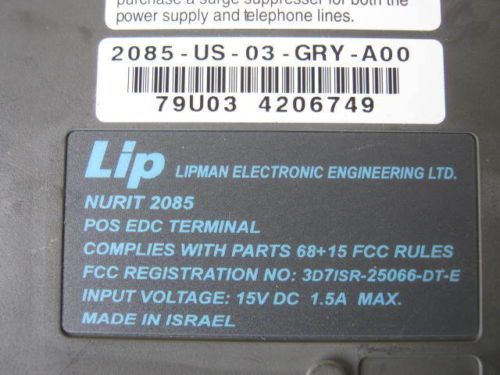 purchase a surge suppressor for both the
power supply and telephone lines.
2085-US-03-GRY-A00
79U03 4206749
Lip LIPMAN ELECTRONIC ENGINEERING LTD.
NURIT 2085
POS EDC TERMINAL
COMPLIES WITH PARTS 68+15 FCC RULES
FCC REGISTRATION NO: 3D7ISR-25066-DT-E
INPUT VOLTAGE: 15V DC 1.5A MAX.
MADE IN ISRAEL